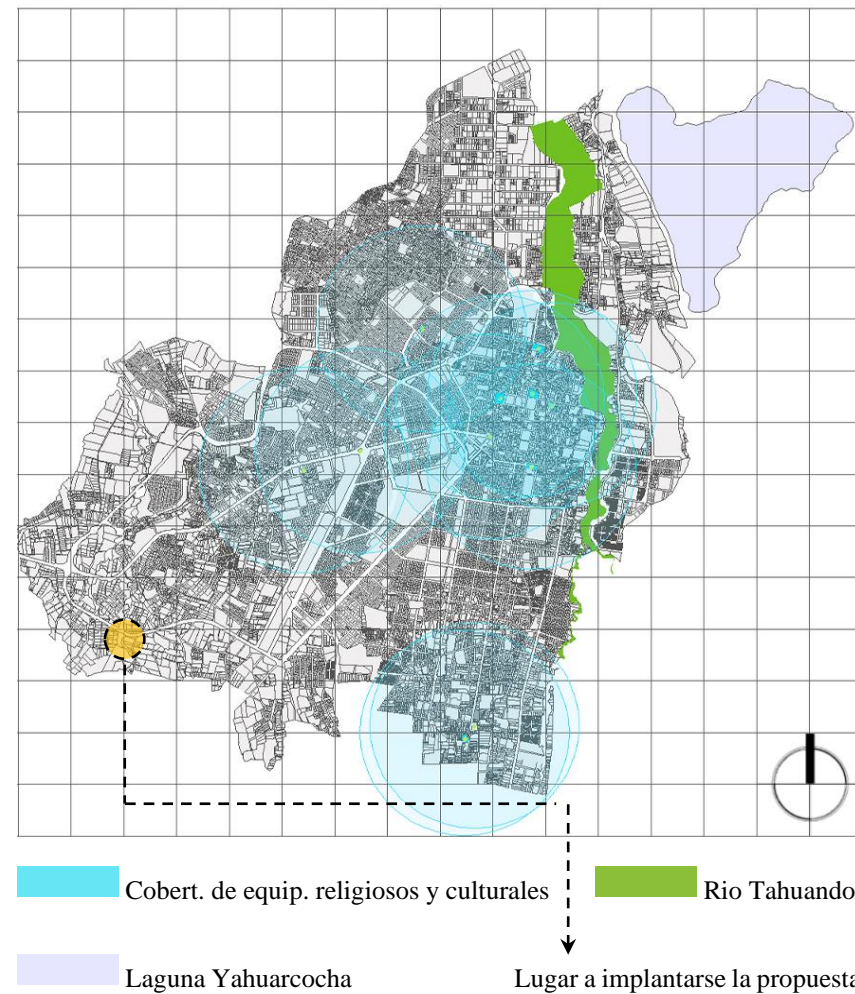 Cobert. de equip. religiosos y culturales
Rio Tahuando
Laguna Yahuarcocha
Lugar a implantarse la propuesta